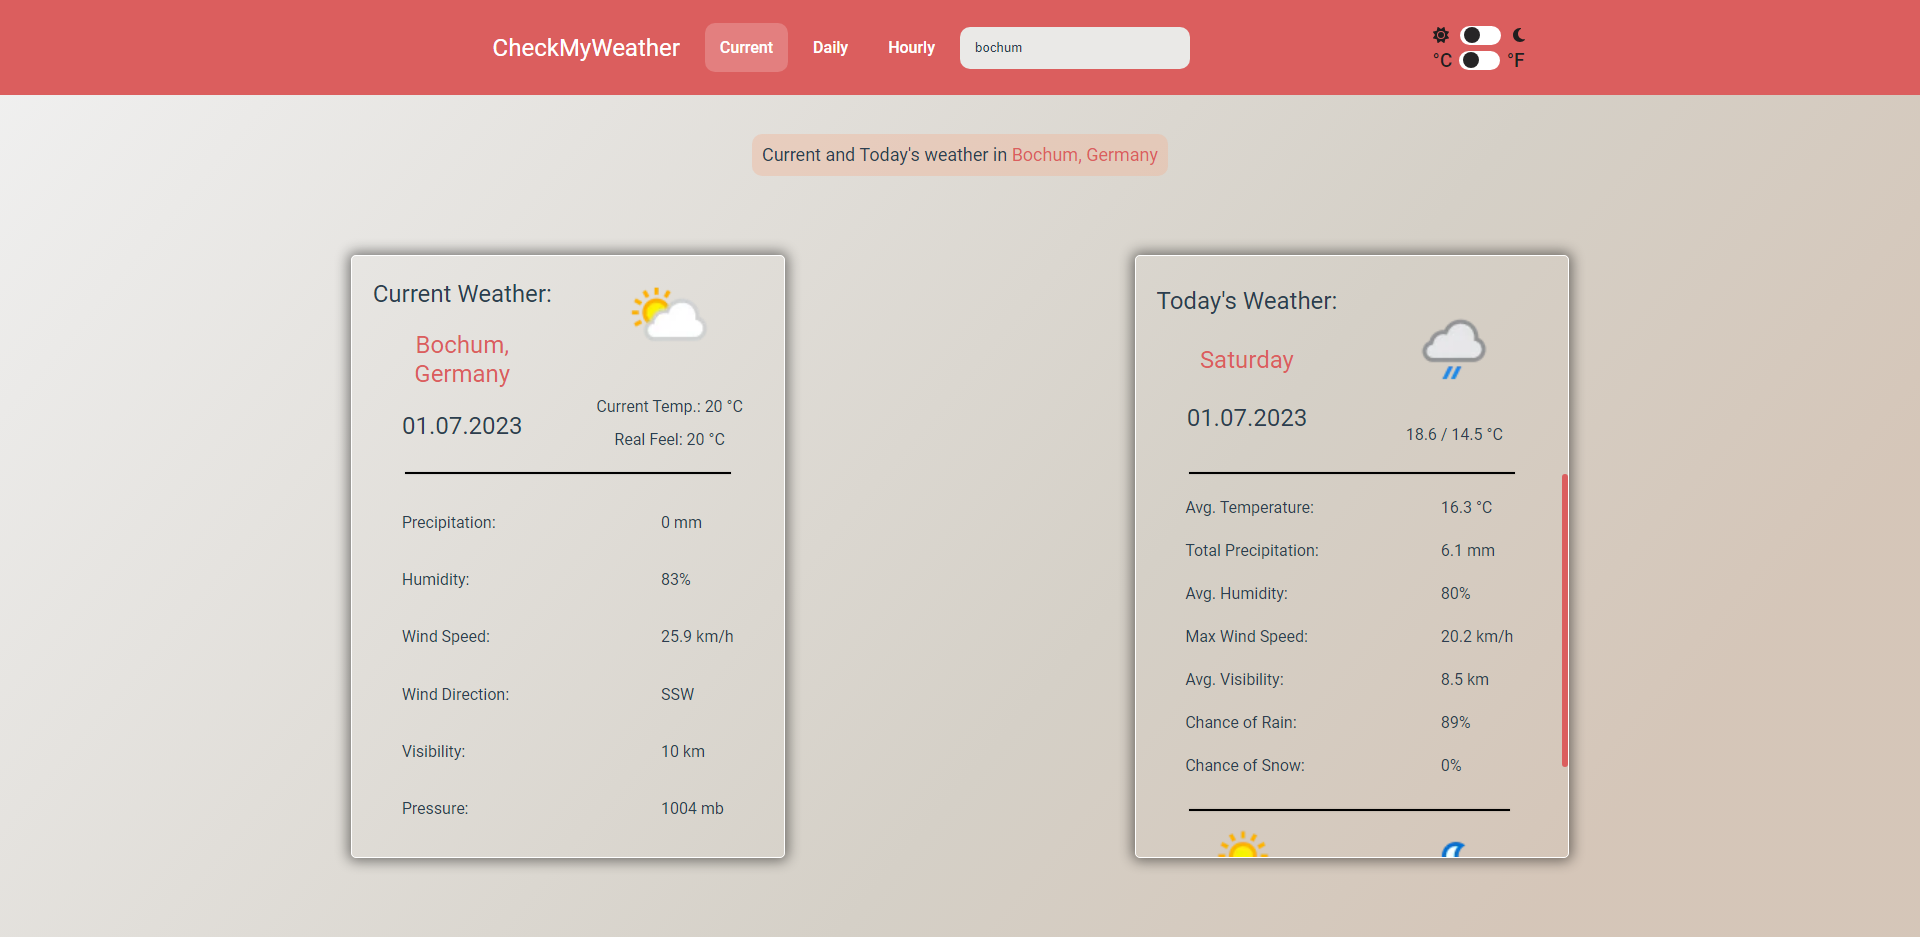 CheckMyWeather
Current
Daily
Hourly
bochum
°C
°F
Current and Today's weather in Bochum, Germany
Current Weather:
Bochum,
Germany
01.07.2023
Current Temp.: 20 °C
Real Feel: 20 °C
Precipitation: 0 mm
Humidity: 83%
Wind Speed: 25.9 km/h
Wind Direction: SSW
Visibility: 10 km
Pressure: 1004 mb
Today's Weather:
Saturday
01.07.2023
18.6 / 14.5 °C
Avg. Temperature: 16.3 °C
Total Precipitation: 6.1 mm
Avg. Humidity: 80%
Max Wind Speed: 20.2 km/h
Avg. Visibility: 8.5 km
Chance of Rain: 89%
Chance of Snow: 0%